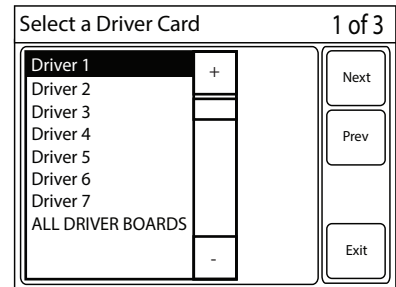 Select a Driver Card 1 of 3
Driver 1
Driver 2
Driver 3
Driver 4
Driver 5
Driver 6
Driver 7
ALL DRIVER BOARDS
+
-
Next
Prev
Exit